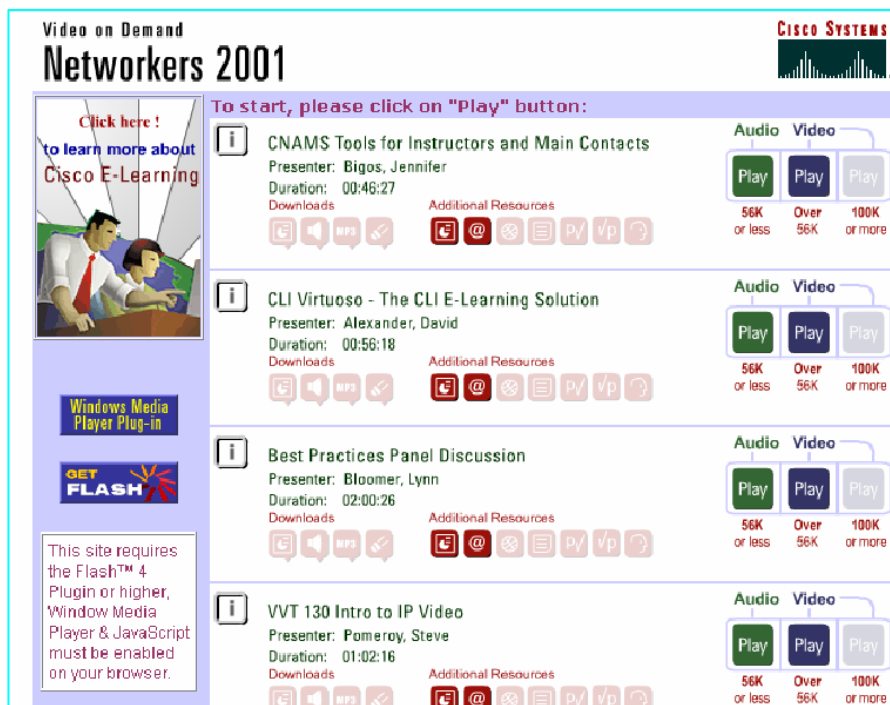 Video on Demand
Networkers 2001
CISCO SYSTEMS
Click here !
to learn more about
Cisco E-Learning
Windows Media
Player Plug-in
GET
FLASH
This site requires
the Flash™ 4
Plugin or higher,
Window Media
Player & JavaScript
must be enabled
on your browser.
To start, please click on "Play" button:
i
CNAMS Tools for Instructors and Main Contacts
Presenter: Bigos, Jennifer
Duration: 00:46:27
Downloads Additional Resources
MP3 @
Audio Video
Play Play Play
56K Over 100K
or less 56K or more
i
CLI Virtuoso - The CLI E-Learning Solution
Presenter: Alexander, David
Duration: 00:56:18
Downloads Additional Resources
MP3 @
Audio Video
Play Play Play
56K Over 100K
or less 56K or more
i
Best Practices Panel Discussion
Presenter: Bloomer, Lynn
Duration: 02:00:26
Downloads Additional Resources
MP3 @
Audio Video
Play Play Play
56K Over 100K
or less 56K or more
i
VVT 130 Intro to IP Video
Presenter: Pomeroy, Steve
Duration: 01:02:16
Downloads Additional Resources
MP3 @
Audio Video
Play Play Play
56K Over 100K
or less 56K or more